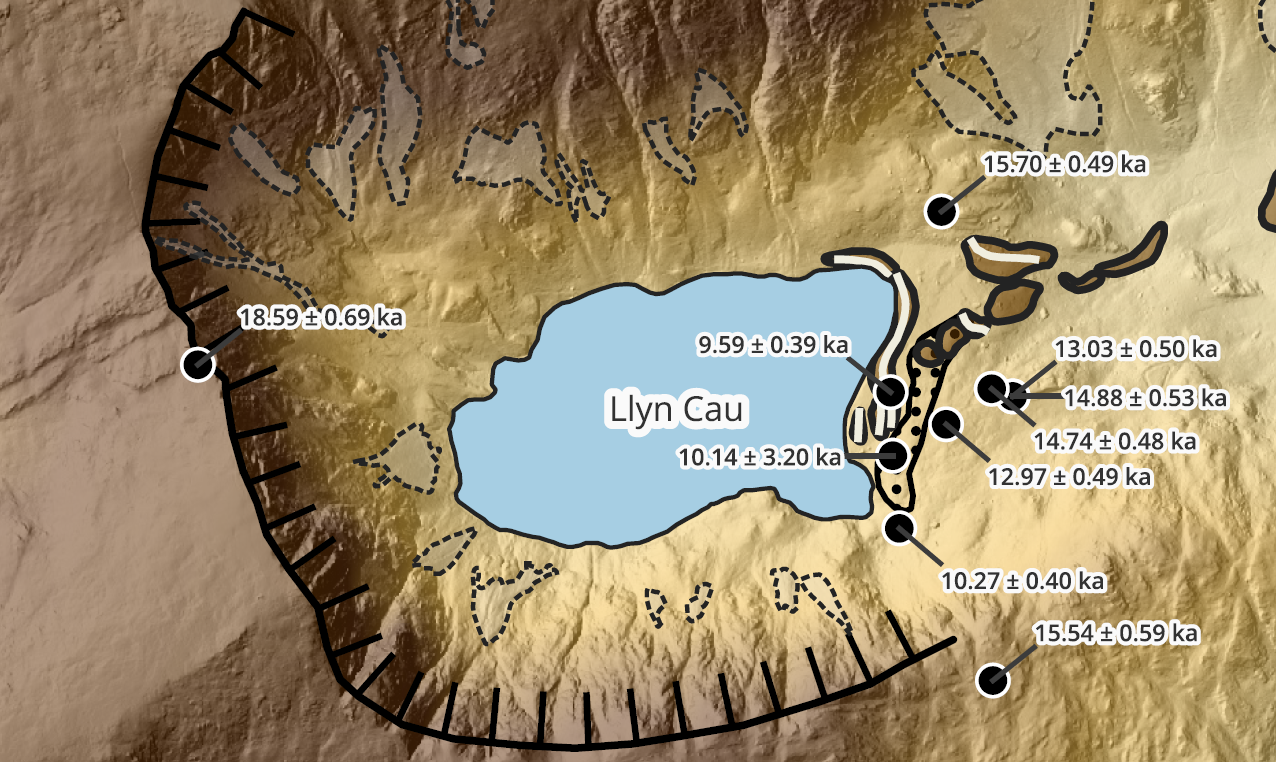 15.70 ± 0.49 ka
18.59 ± 0.69 ka
9.59 ± 0.39 ka
13.03 ± 0.50 ka
14.88 ± 0.53 ka
Llyn Cau
14.74 ± 0.48 ka
10.14 ± 3.20 ka
12.97 ± 0.49 ka
10.27 ± 0.40 ka
15.54 ± 0.59 ka